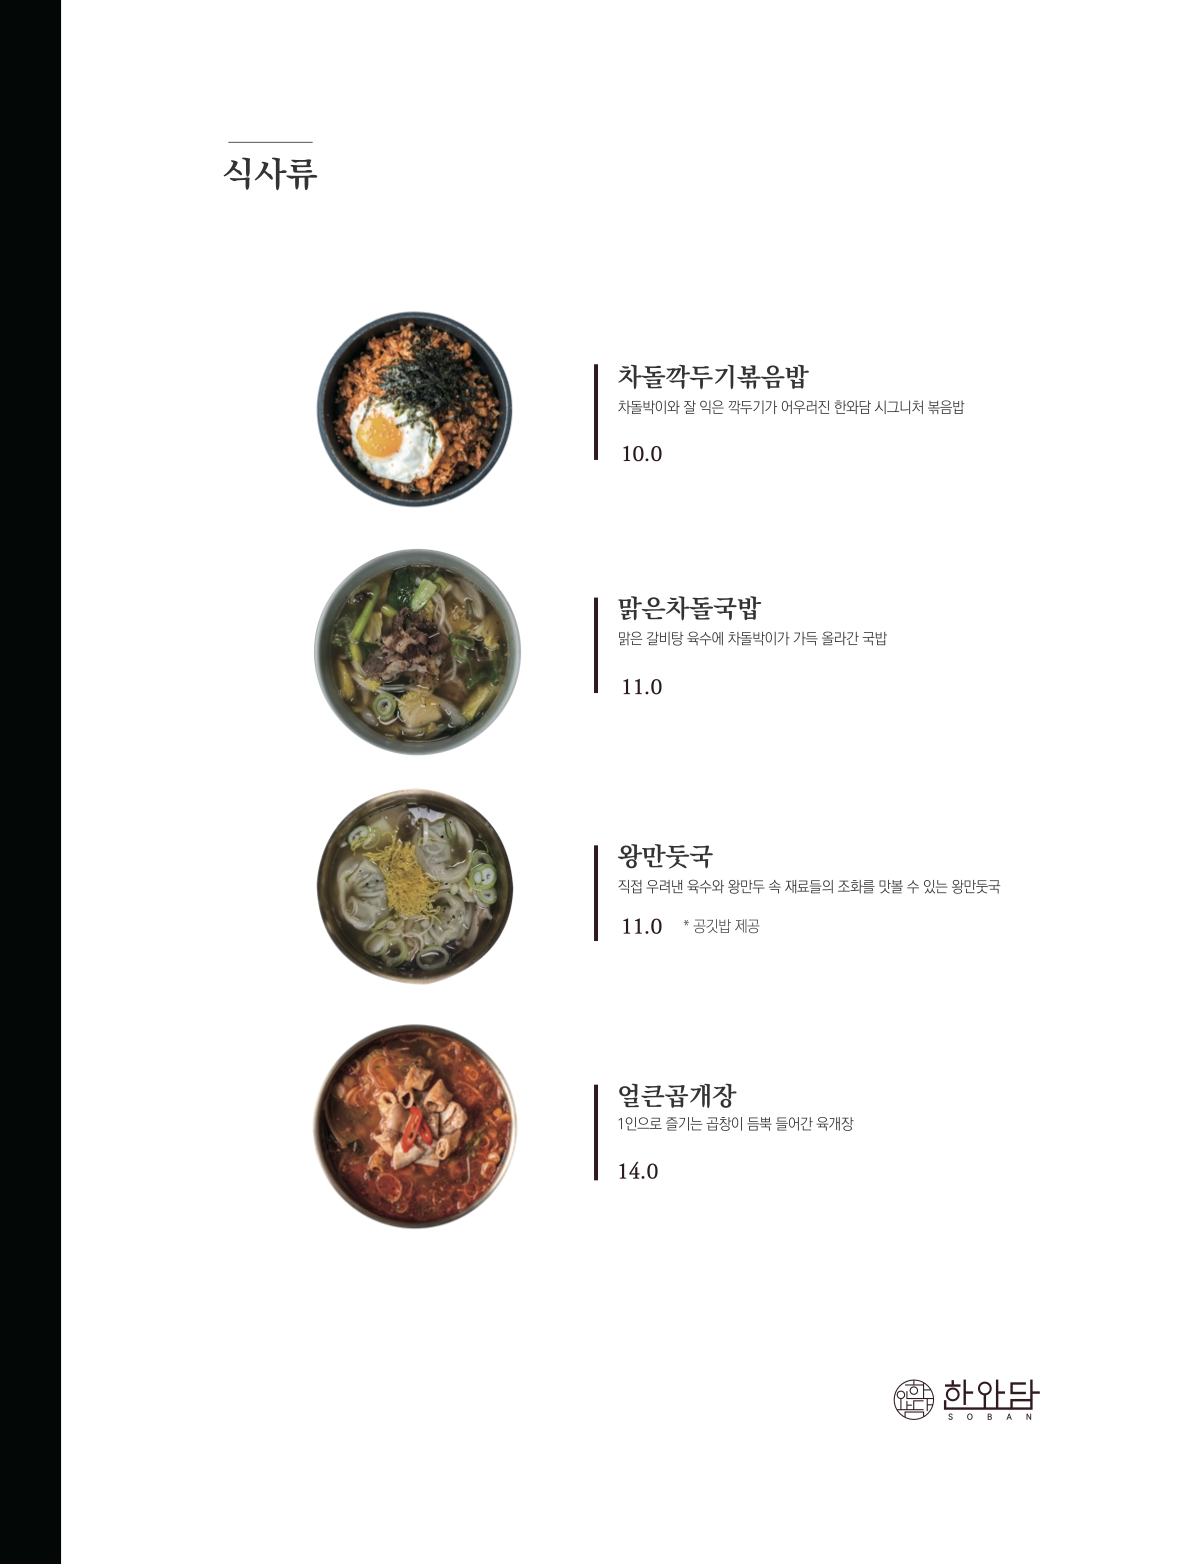 식사류
차돌깍두기볶음밥
차돌박이와 잘 익은 깍두기가 어우러진 한와담 시그니처 볶음밥
10.0
맑은차돌국밥
맑은 갈비탕 육수에 차돌박이가 가득 올라간 국밥
11.0
왕만둣국
직접 우려낸 육수와 왕만두 속 재료들의 조화를 맛볼 수 있는 왕만둣국
11.0 * 공깃밥 제공
얼큰곱개장
1인으로 즐기는 곱창이 듬뿍 들어간 육개장
14.0
한와담 한와담
SOBAN